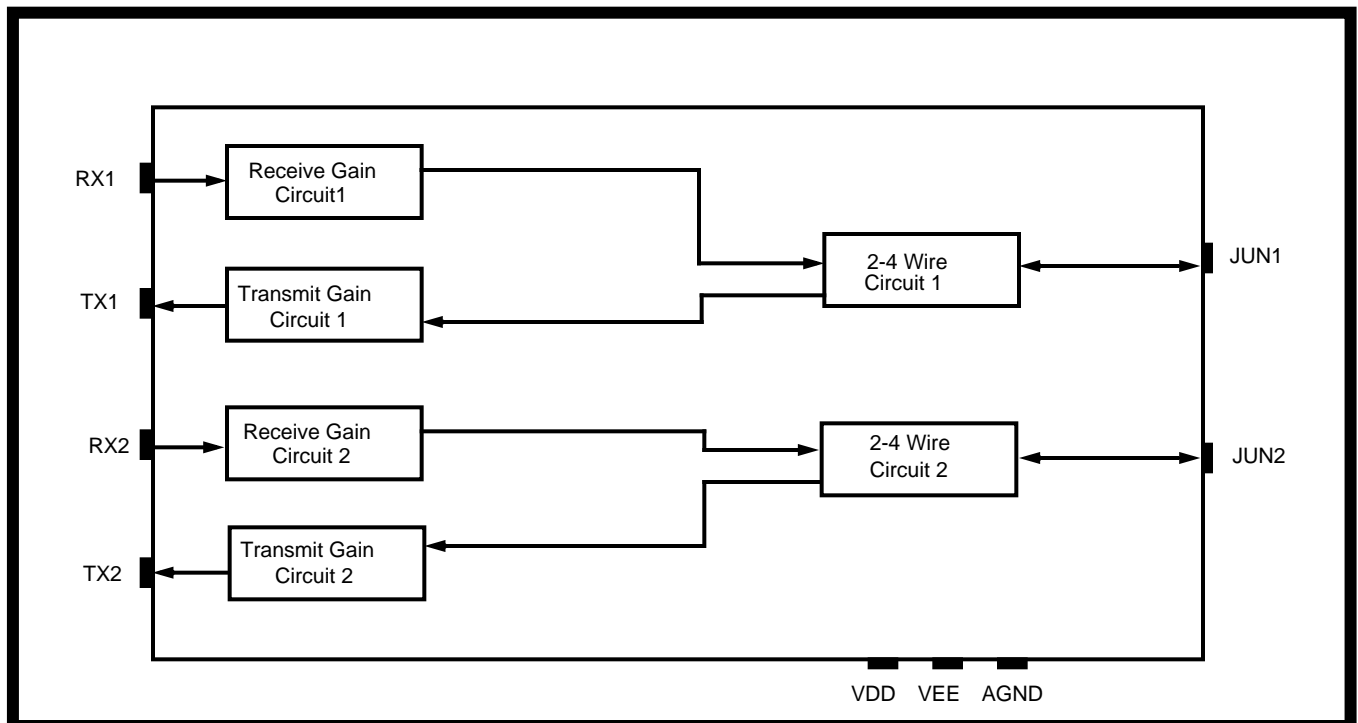 RX1
Receive Gain
Circuit1
TX1
Transmit Gain
Circuit 1
2-4 Wire
Circuit 1
JUN1
RX2
Receive Gain
Circuit 2
TX2
Transmit Gain
Circuit 2
2-4 Wire
Circuit 2
JUN2
VDD
VEE
AGND